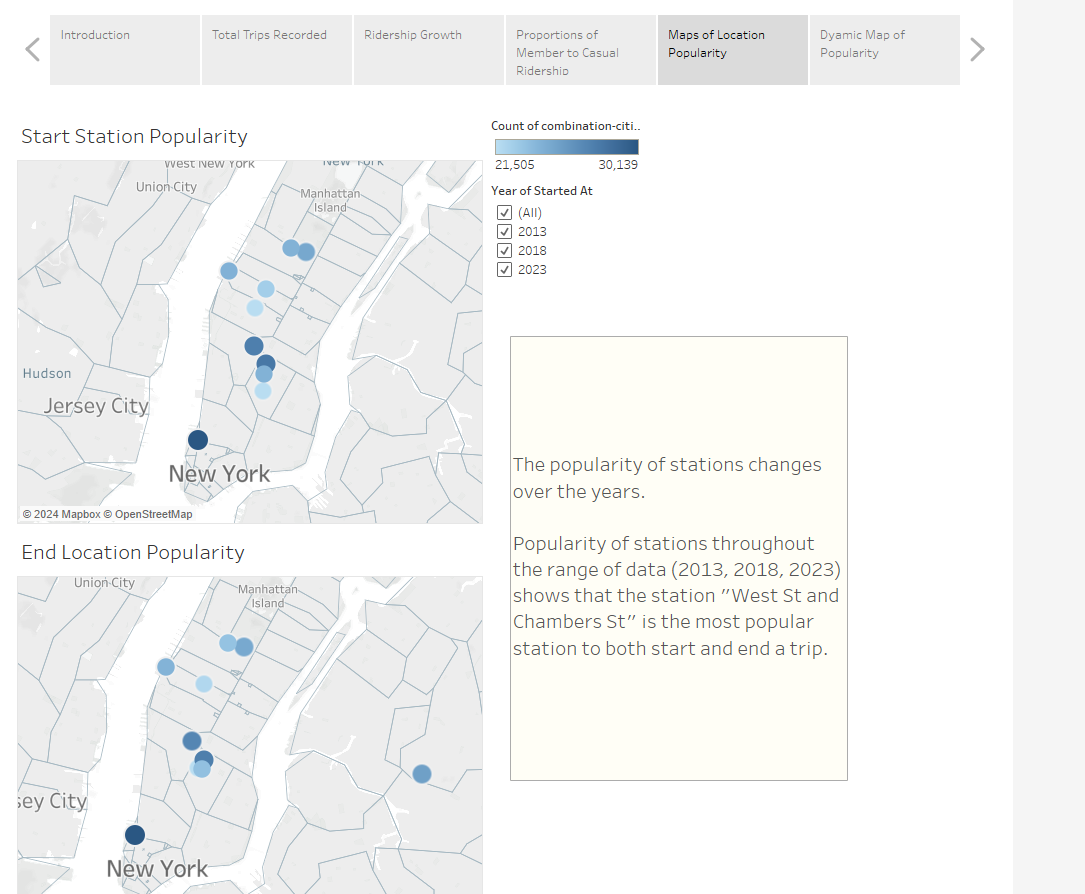 Introduction
Total Trips Recorded
Ridership Growth
Proportions of
Member to Casual
Ridership
Maps of Location
Popularity
Dyamic Map of
Popularity
Start Station Popularity
West New York
New York
Union City
Manhattan
Island
Hudson
Jersey City
New York
© 2024 Mapbox © OpenStreetMap
Count of combination-citi..
21,505 30,139
Year of Started At
(All)
2013
2018
2023
The popularity of stations changes
over the years.
Popularity of stations throughout
the range of data (2013, 2018, 2023)
shows that the station "West St and
Chambers St" is the most popular
station to both start and end a trip.
End Location Popularity
Union City
Manhattan
Island
sey City
New York